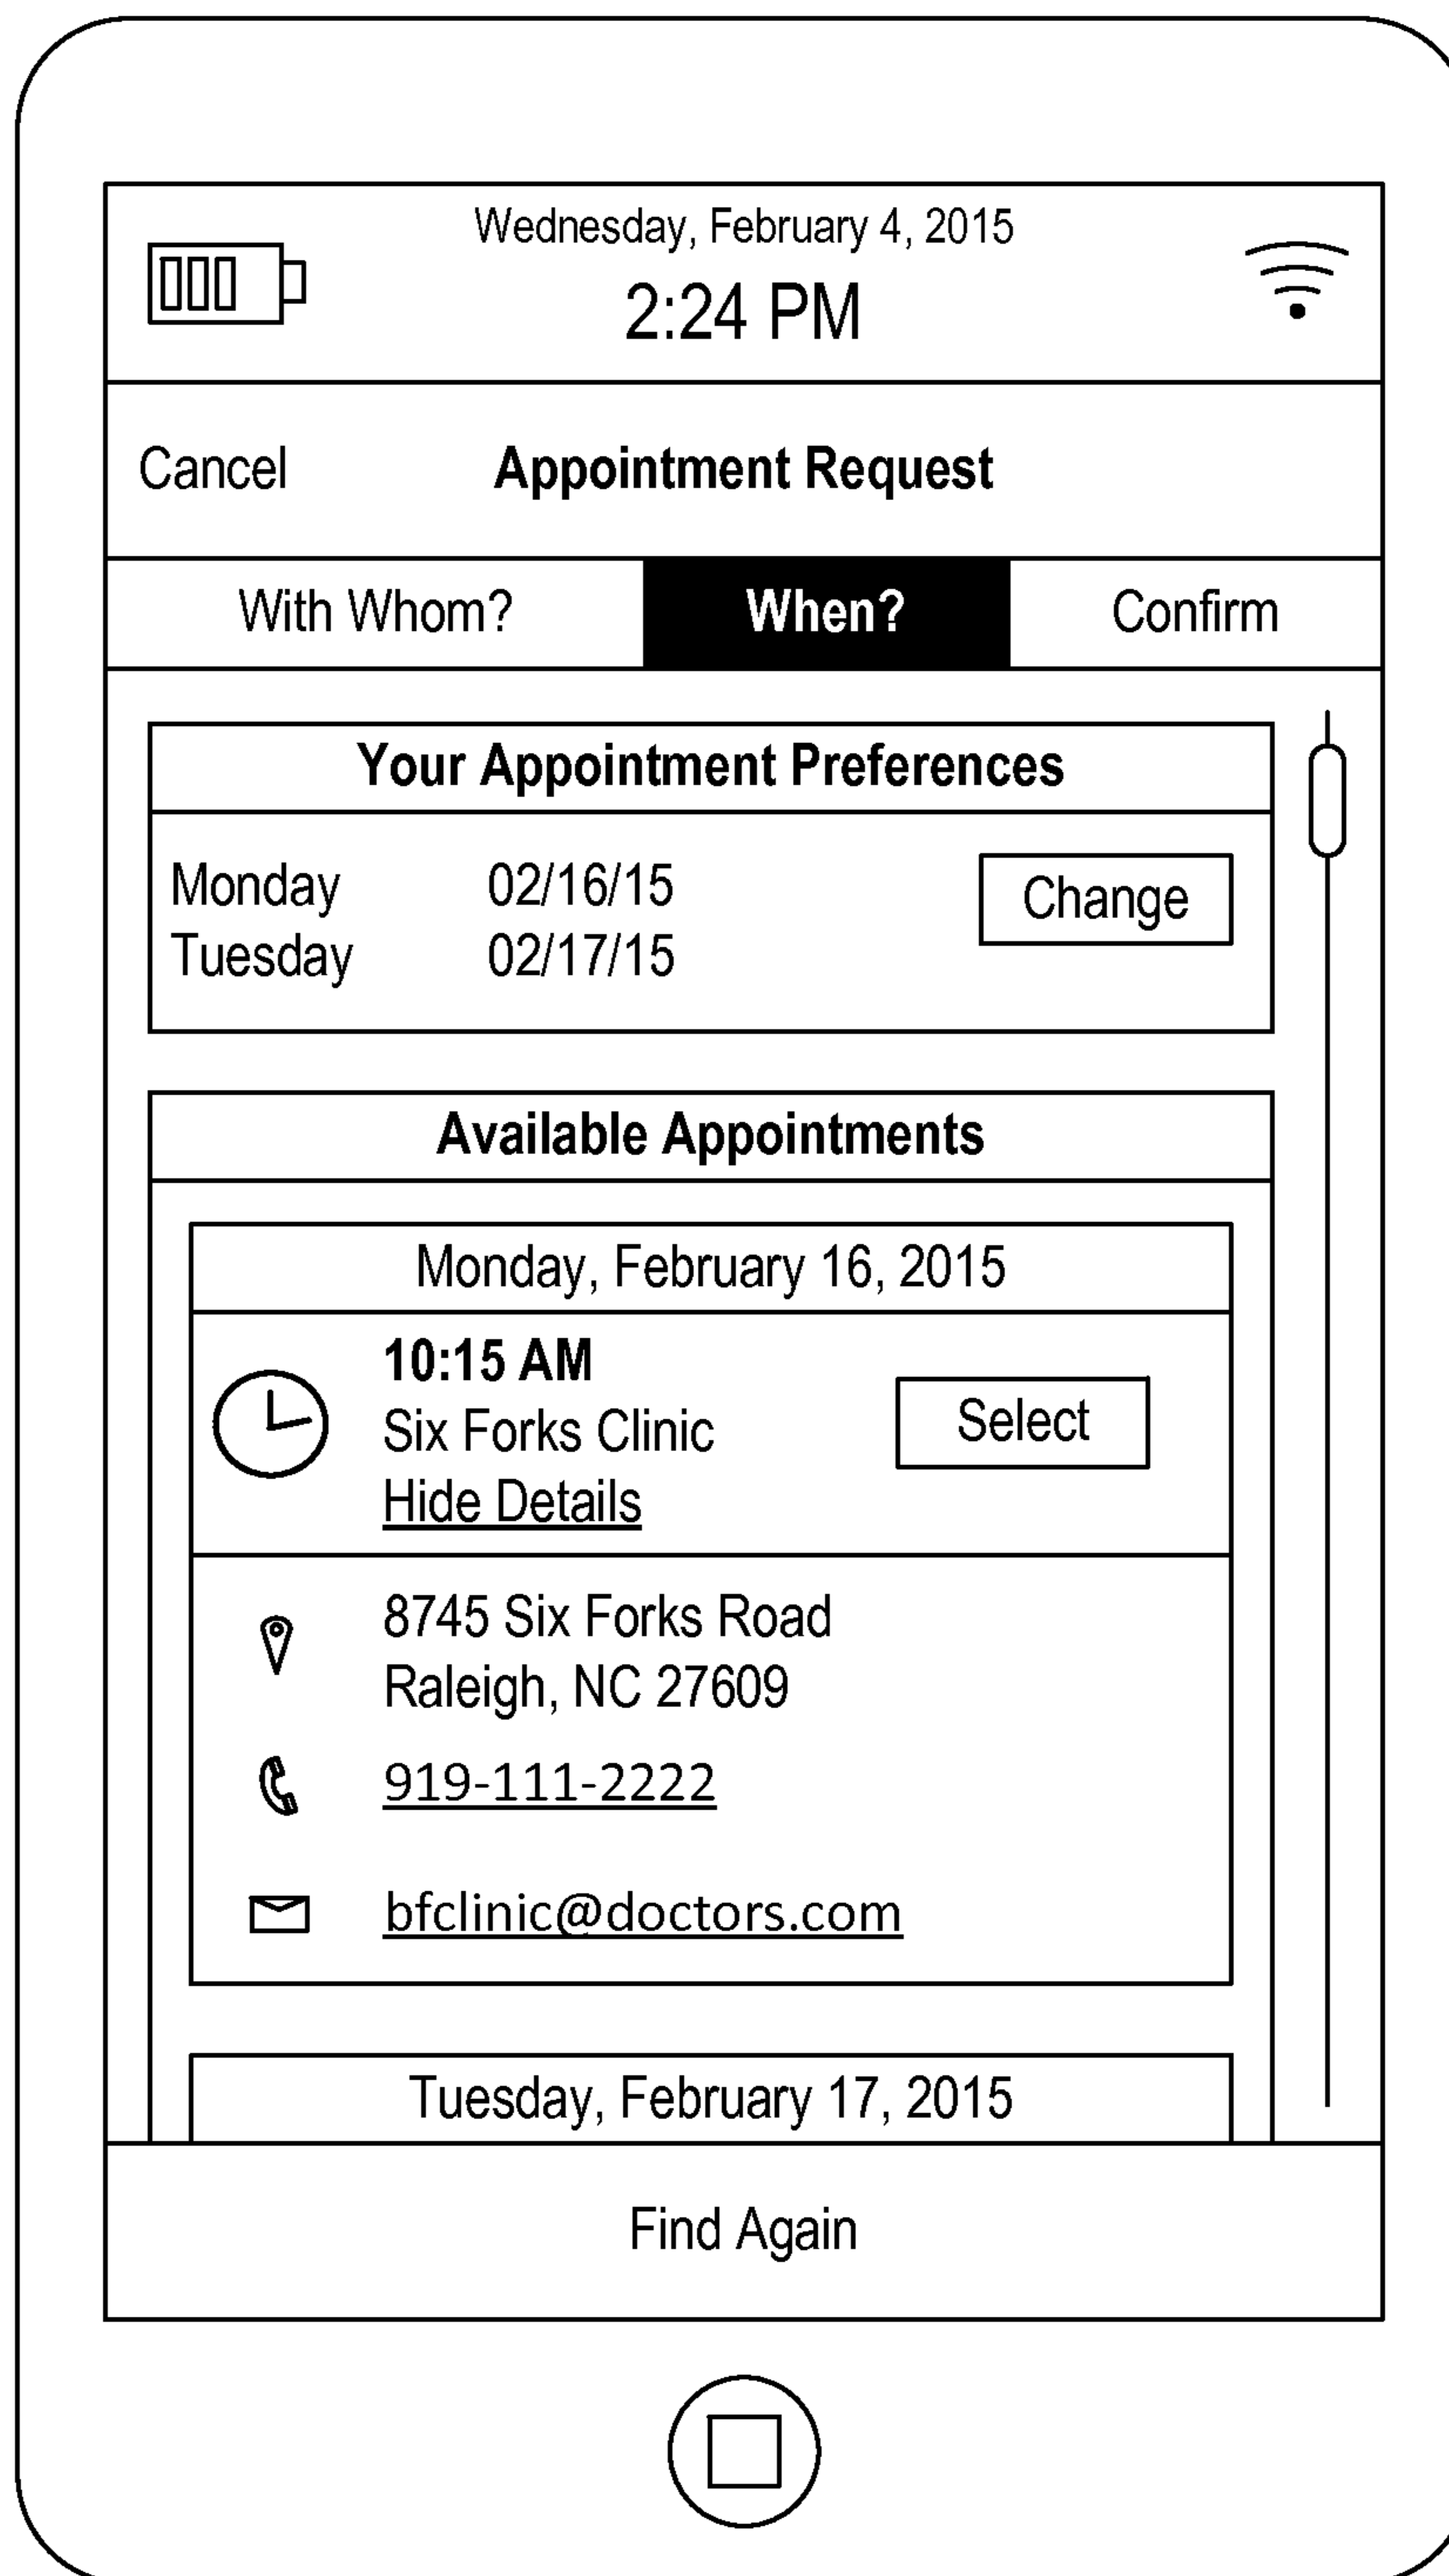 Wednesday, February 4, 2015
2:24 PM
Cancel Appointment Request
With Whom? When? Confirm
Your Appointment Preferences
Monday 02/16/15 Change
Tuesday 02/17/15
Available Appointments
Monday, February 16, 2015
10:15 AM
Six Forks Clinic Select
Hide Details
8745 Six Forks Road
Raleigh, NC 27609
919-111-2222
bfclinic@doctors.com
Tuesday, February 17, 2015
Find Again